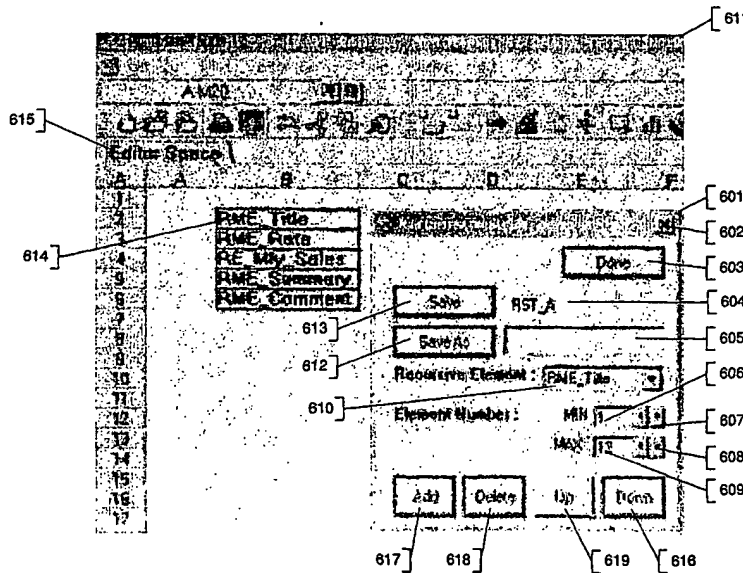 611
A M20
615
Editor Space
A A B C D E F
1
2 RME_Title
601
602
614
3 RME_Rate
4 RE_Mly_Sales
5 RME_Summary
6 RME_Comment
Done
603
Save RST_A
604
613
7
8
9
Save As
605
612
10
Recursive Element : RME_Title
606
610
11
12
Element Number : MIN 1
607
13
14
MAX
608
609
15
16
17
Add Delete Up Down
617 618 619 616